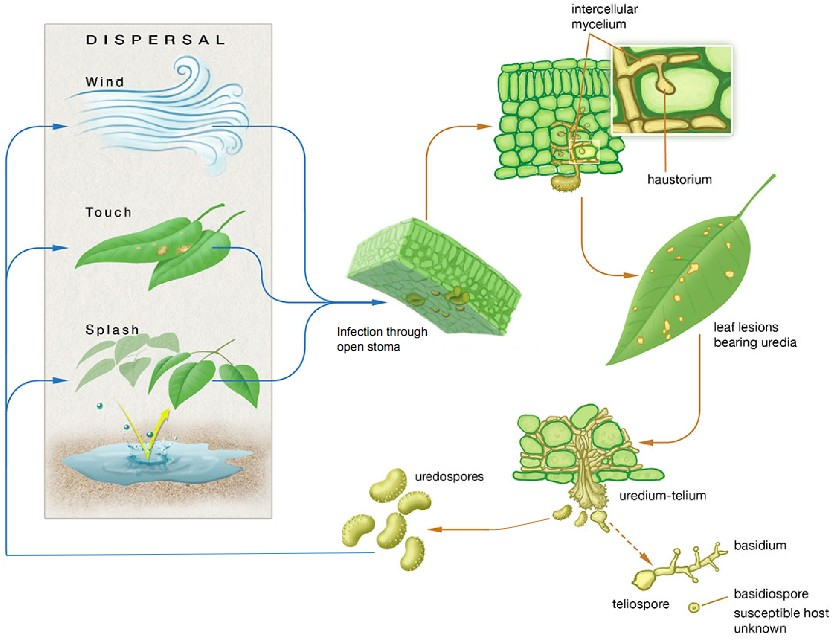 DISPERSAL
Wind
Touch
Splash
Infection through
open stoma
intercellular
mycelium
haustorium
leaf lesions
bearing uredia
uredium-telium
uredospores
basidium
teliospore
basidiospore
susceptible host
unknown